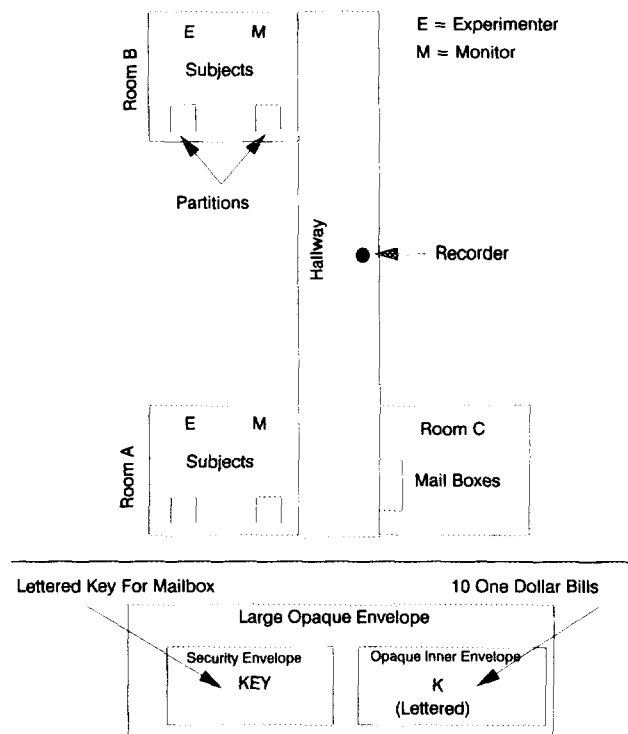 E = Experimenter
M = Monitor
Room B
E M
Subjects
Partitions
Hallway
Recorder
Room A
E M
Subjects
Room C
Mail Boxes
Lettered Key For Mailbox
10 One Dollar Bills
Large Opaque Envelope
Security Envelope
KEY
Opaque Inner Envelope
K
(Lettered)